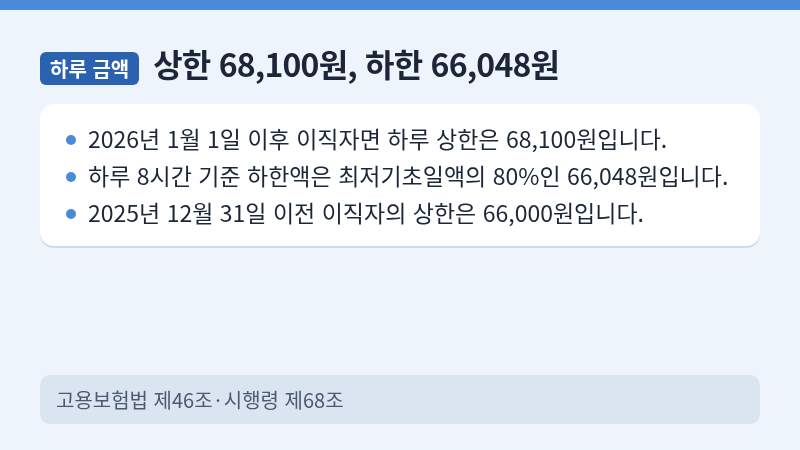 하루 금액 상한 68,100원, 하한 66,048원
2026년 1월 1일 이후 이직자면 하루 상한은 68,100원입니다.
하루 8시간 기준 하한액은 최저기초일액의 80%인 66,048원입니다.
2025년 12월 31일 이전 이직자의 상한은 66,000원입니다.
고용보험법 제46조·시행령 제68조